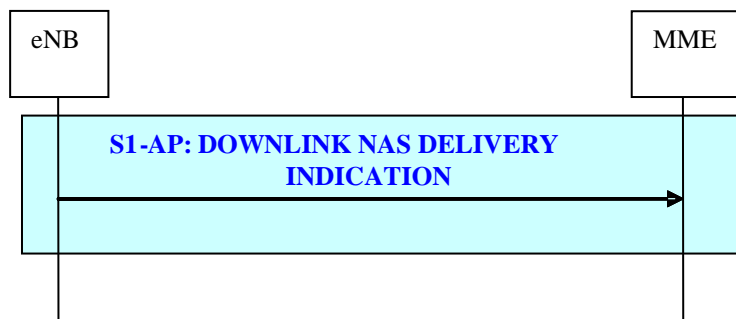 eNB
MME
S1-AP: DOWNLINK NAS DELIVERY
INDICATION